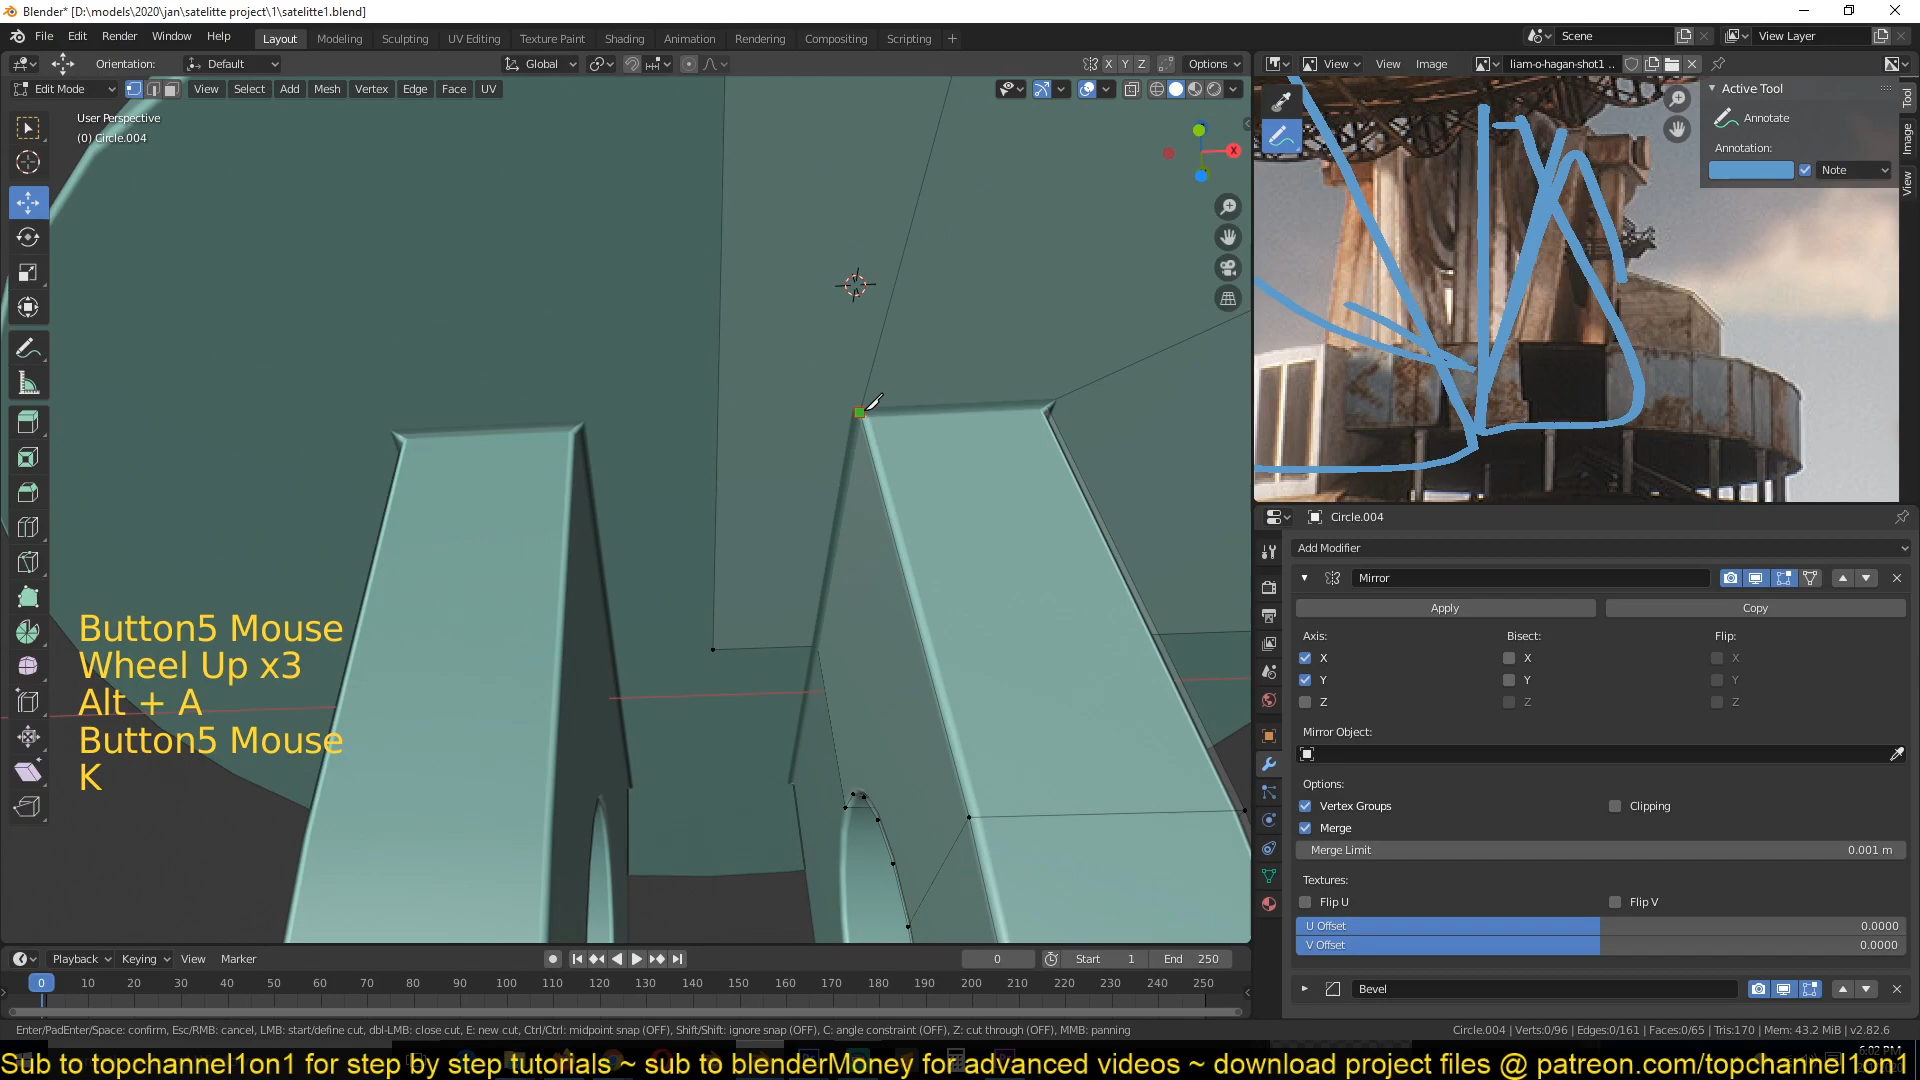 Blender* [D:\models\2020\jan\satelitte project\1\satelitte1.blend]
File Edit Render Window Help Layout Modeling Sculpting UV Editing Texture Paint Shading Animation Rendering Compositing Scripting Scene View Layer
Orientation: Default Global X Y Z Options View View Image liam-o-hagan-shot1 ..
Edit Mode View Select Add Mesh Vertex Edge Face UV Active Tool
User Perspective
(0) Circle.004
Annotate
Annotation:
Note
Tool
Image
View
X
Button5 Mouse
Wheel Up x3
Alt + A
Button5 Mouse
K
Circle.004
Add Modifier
Mirror
Apply Copy
Axis: Bisect: Flip:
X X X
Y Y Y
Z Z Z
Mirror Object:
Options:
Vertex Groups Clipping
Merge
Merge Limit 0.001 m
Textures:
Flip U Flip V
U Offset 0.0000
V Offset 0.0000
Bevel
Playback Keying View Marker 0 Start 1 End 250
0 10 20 30 40 50 60 70 80 90 100 110 120 130 140 150 160 170 180 190 200 210 220 230 240 250
Enter/PadEnter/Space: confirm, Esc/RMB: cancel, LMB: start/define cut, dbl-LMB: close cut, E: new cut, Ctrl/Ctrl: midpoint snap (OFF), Shift/Shift: ignore snap (OFF), C: angle constraint (OFF), Z: cut through (OFF), MMB: panning
Circle.004 | Verts:0/96 | Edges:0/161 | Faces:0/65 | Tris:170 | Mem: 43.2 MiB | v2.82.6
Sub to topchannel1on1 for step by step tutorials ~ sub to blenderMoney for advanced videos ~ download project files @ patreon.com/topchannel1on1